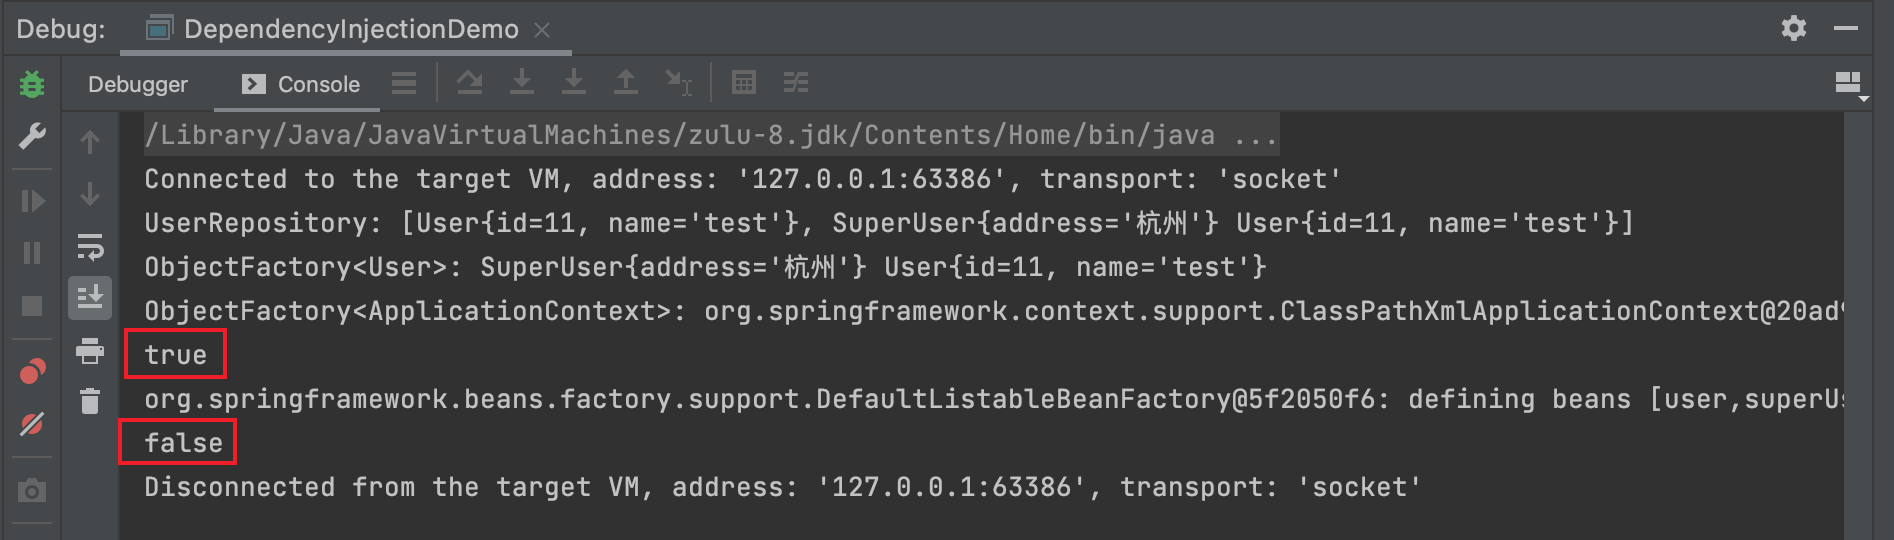 Debug: DependencyInjectionDemo
Debugger Console
/Library/Java/JavaVirtualMachines/zulu-8.jdk/Contents/Home/bin/java ...
Connected to the target VM, address: '127.0.0.1:63386', transport: 'socket'
UserRepository: [User{id=11, name='test'}, SuperUser{address='杭州'} User{id=11, name='test'}]
ObjectFactory<User>: SuperUser{address='杭州'} User{id=11, name='test'}
ObjectFactory<ApplicationContext>: org.springframework.context.support.ClassPathXmlApplicationContext@20ad
true
org.springframework.beans.factory.support.DefaultListableBeanFactory@5f2050f6: defining beans [user,superUs
false
Disconnected from the target VM, address: '127.0.0.1:63386', transport: 'socket'